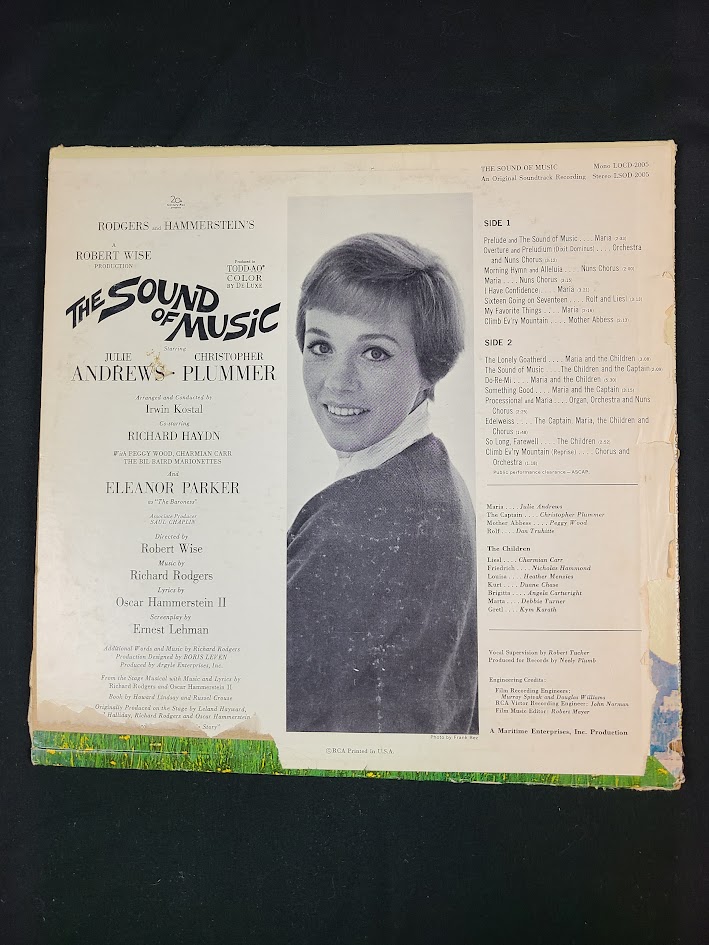 20th
RODGERS and HAMMERSTEIN'S
A
ROBERT WISE
PRODUCTION
Produced in
TODD-AO®
COLOR
BY DE LUXE
THE SOUND
OF MUSIC
Starring
JULIE CHRISTOPHER
ANDREWS PLUMMER
Arranged and Conducted by
Irwin Kostal
Co-starring
RICHARD HAYDN
With PEGGY WOOD, CHARMIAN CARR
THE BIL BAIRD MARIONETTES
And
ELEANOR PARKER
as "The Baroness"
Associate Producer
SAUL CHAPLIN
Directed by
Robert Wise
Music by
Richard Rodgers
Lyrics by
Oscar Hammerstein II
Screenplay by
Ernest Lehman
Additional Words and Music by Richard Rodgers
Production Designed by BORIS LEVEN
Produced by Argyle Enterprises, Inc.
From the Stage Musical with Music and Lyrics by
Richard Rodgers and Oscar Hammerstein II
Book by Howard Lindsay and Russel Crouse
Originally Produced on the Stage by Leland Hayward,
Halliday, Richard Rodgers and Oscar Hammerstein
Story"
Photo by Frank
©RCA Printed in U.S.A.
THE SOUND OF MUSIC Mono LOCD-2005
An Original Soundtrack Recording Stereo LSOD-2005
SIDE 1
Prelude and The Sound of Music . . . . Maria
Overture and Preludium (Dixit Dominus) . . . . Orchestra
and Nuns Chorus
Morning Hymn and Alleluia . . . . Nuns Chorus
Maria . . . . Nuns Chorus
I Have Confidence . . . . Maria
Sixteen Going on Seventeen . . . . Rolf and Liesl
My Favorite Things . . . . Maria
Climb Ev'ry Mountain . . . . Mother Abbess
SIDE 2
The Lonely Goatherd . . . . Maria and the Children
The Sound of Music . . . . The Children and the Captain
Do-Re-Mi . . . . Maria and the Children
Something Good . . . . Maria and the Captain
Processional and Maria . . . . Organ, Orchestra and Nuns
Chorus
Edelweiss . . . . The Captain, Maria, the Children and
Chorus
So Long, Farewell . . . . The Children
Climb Ev'ry Mountain (Reprise) . . . . Chorus and
Orchestra
Public performance clearance—ASCAP
Maria . . . . Julie Andrews
The Captain . . . . Christopher Plummer
Mother Abbess . . . . Peggy Wood
Rolf . . . . Dan Truhitte
The Children
Liesl . . . . Charmian Carr
Friedrich . . . . Nicholas Hammond
Louisa . . . . Heather Menzies
Kurt . . . . Duane Chase
Brigitta . . . . Angela Cartwright
Marta . . . . Debbie Turner
Gretl . . . . Kym Karath
Vocal Supervision by Robert Tucker
Produced for Records by Neely Plumb
Engineering Credits:
Film Recording Engineers:
Murray Spivak and Douglas Williams
RCA Victor Recording Engineer: John Norman
Film Music Editor: Robert Mayer
A Maritime Enterprises, Inc. Production